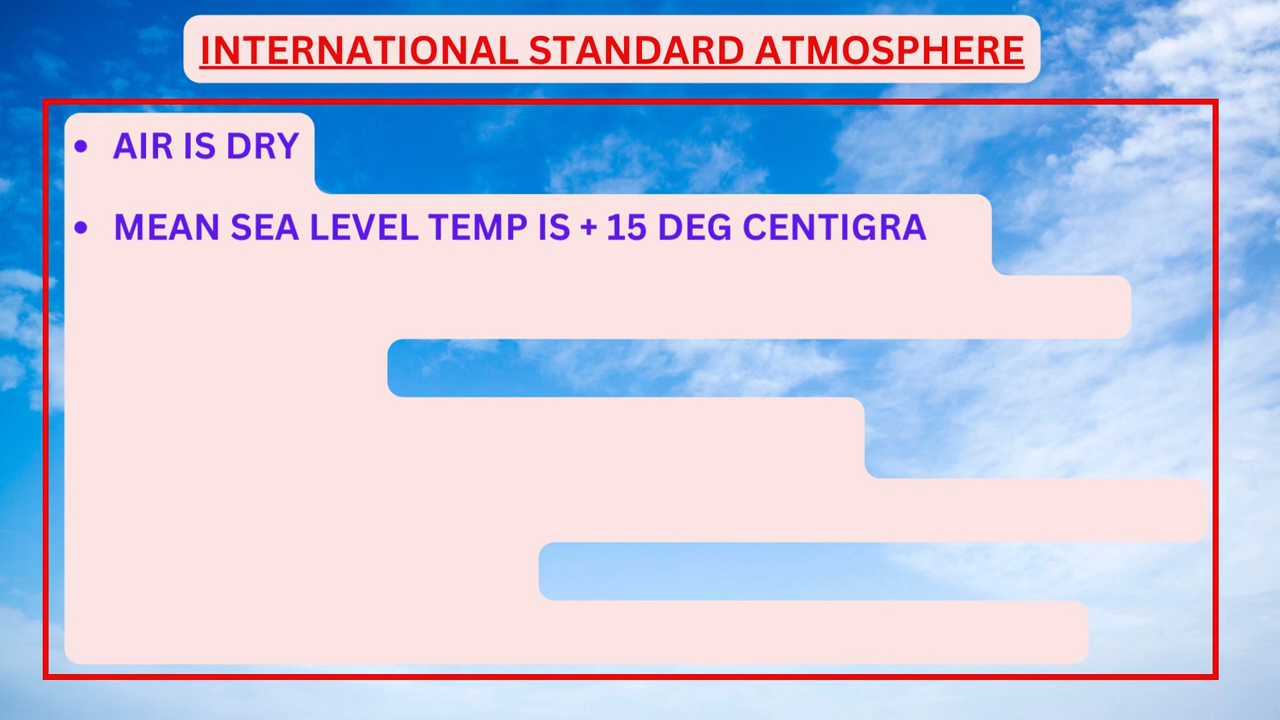 INTERNATIONAL STANDARD ATMOSPHERE
• AIR IS DRY
• MEAN SEA LEVEL TEMP IS + 15 DEG CENTIGRA